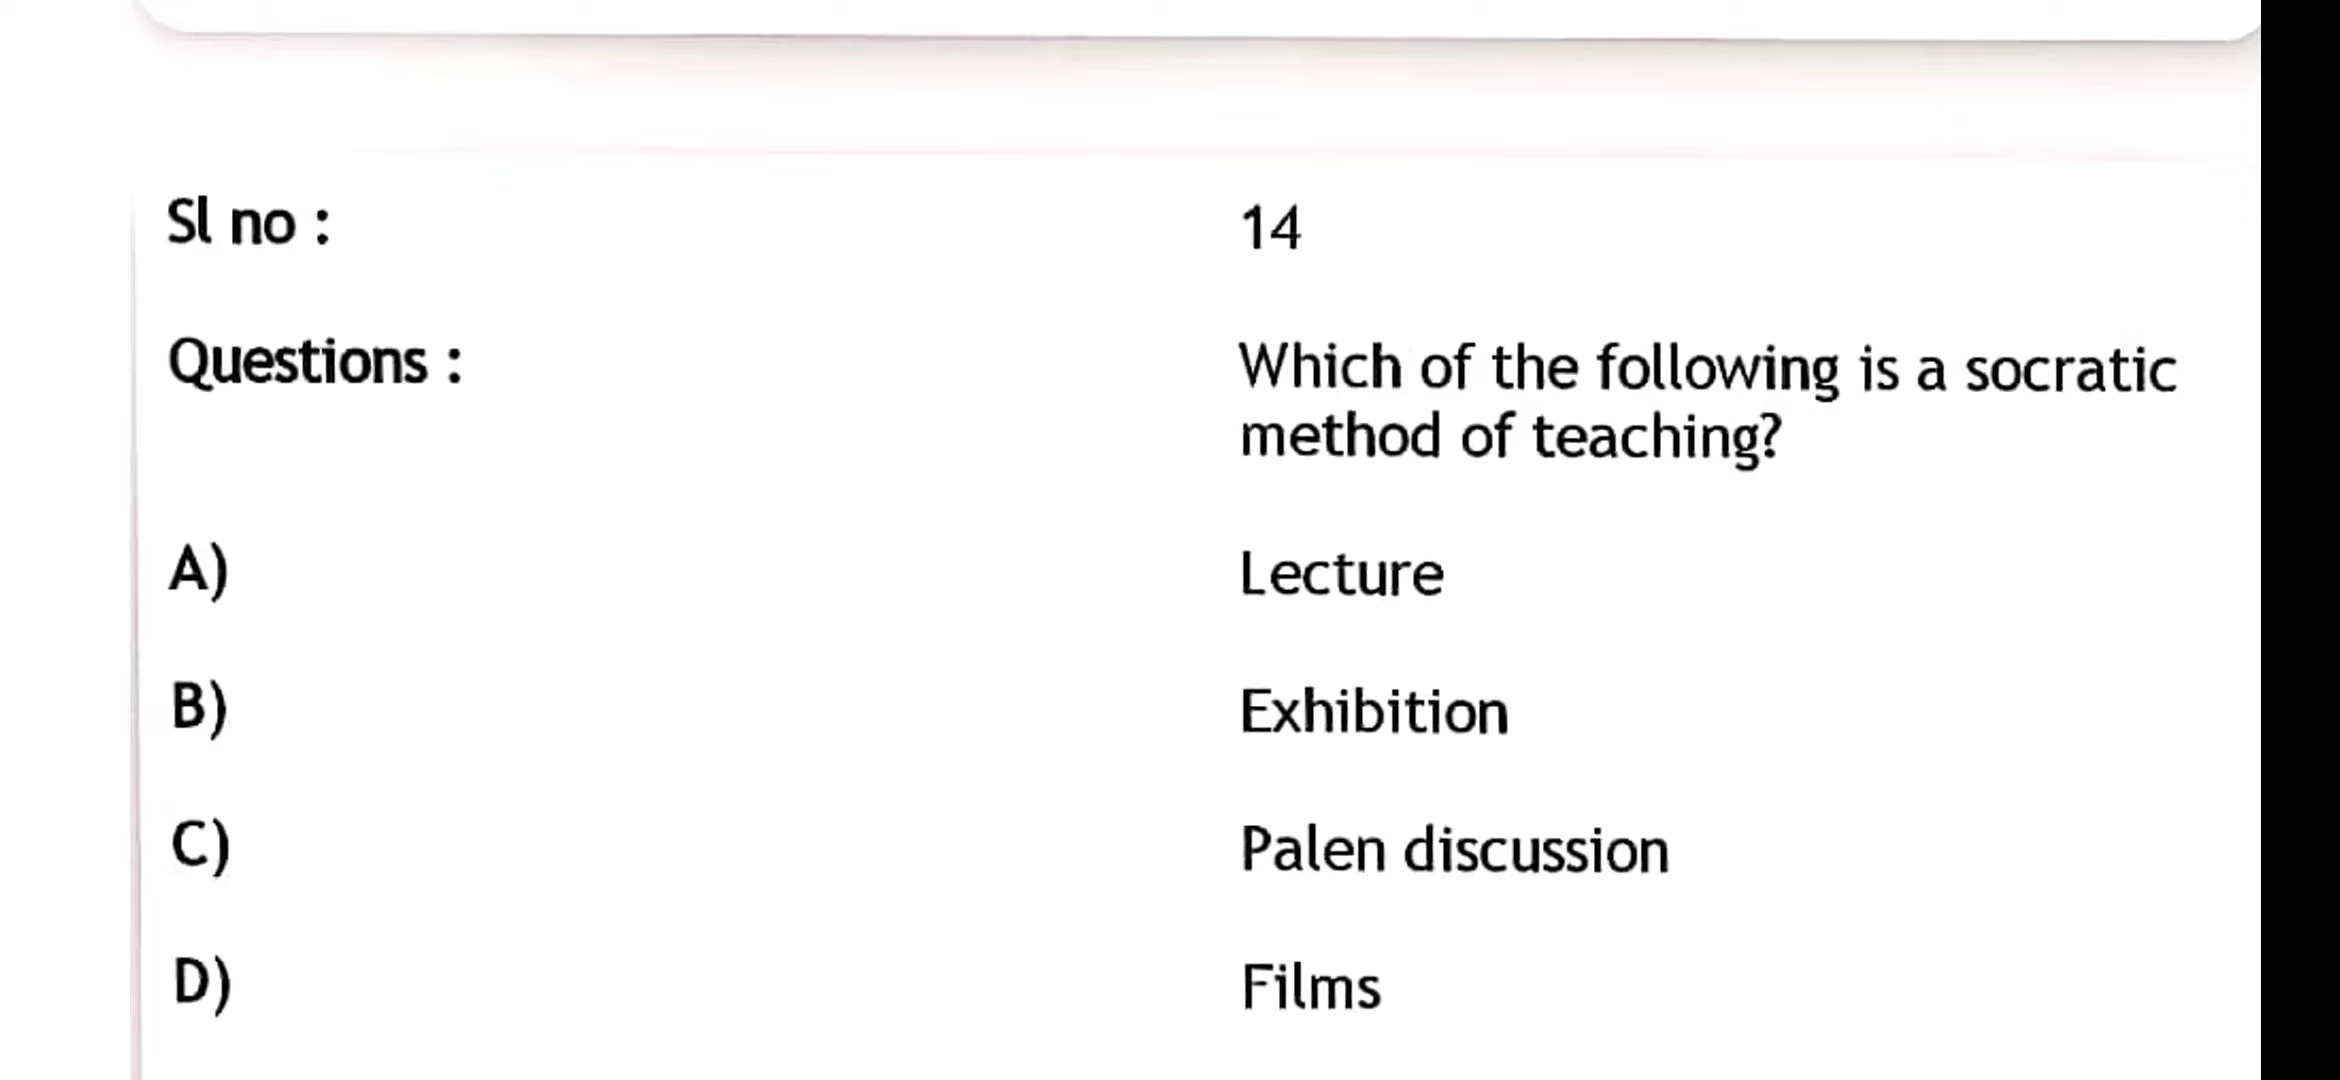 Sl no : 14
Questions : Which of the following is a socratic
method of teaching?
A) Lecture
B) Exhibition
C) Palen discussion
D) Films